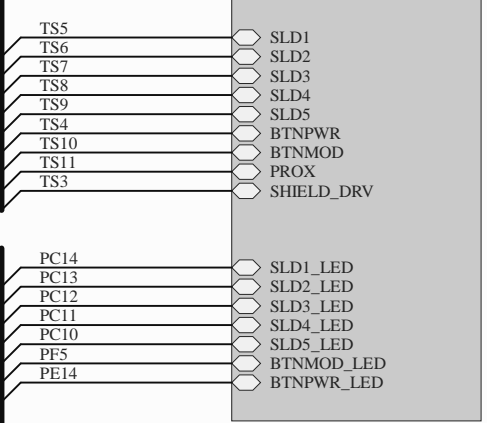 TS5 SLD1
TS6 SLD2
TS7 SLD3
TS8 SLD4
TS9 SLD5
TS4 BTNPWR
TS10 BTNMOD
TS11 PROX
TS3 SHIELD_DRV
PC14 SLD1_LED
PC13 SLD2_LED
PC12 SLD3_LED
PC11 SLD4_LED
PC10 SLD5_LED
PF5 BTNMOD_LED
PE14 BTNPWR_LED